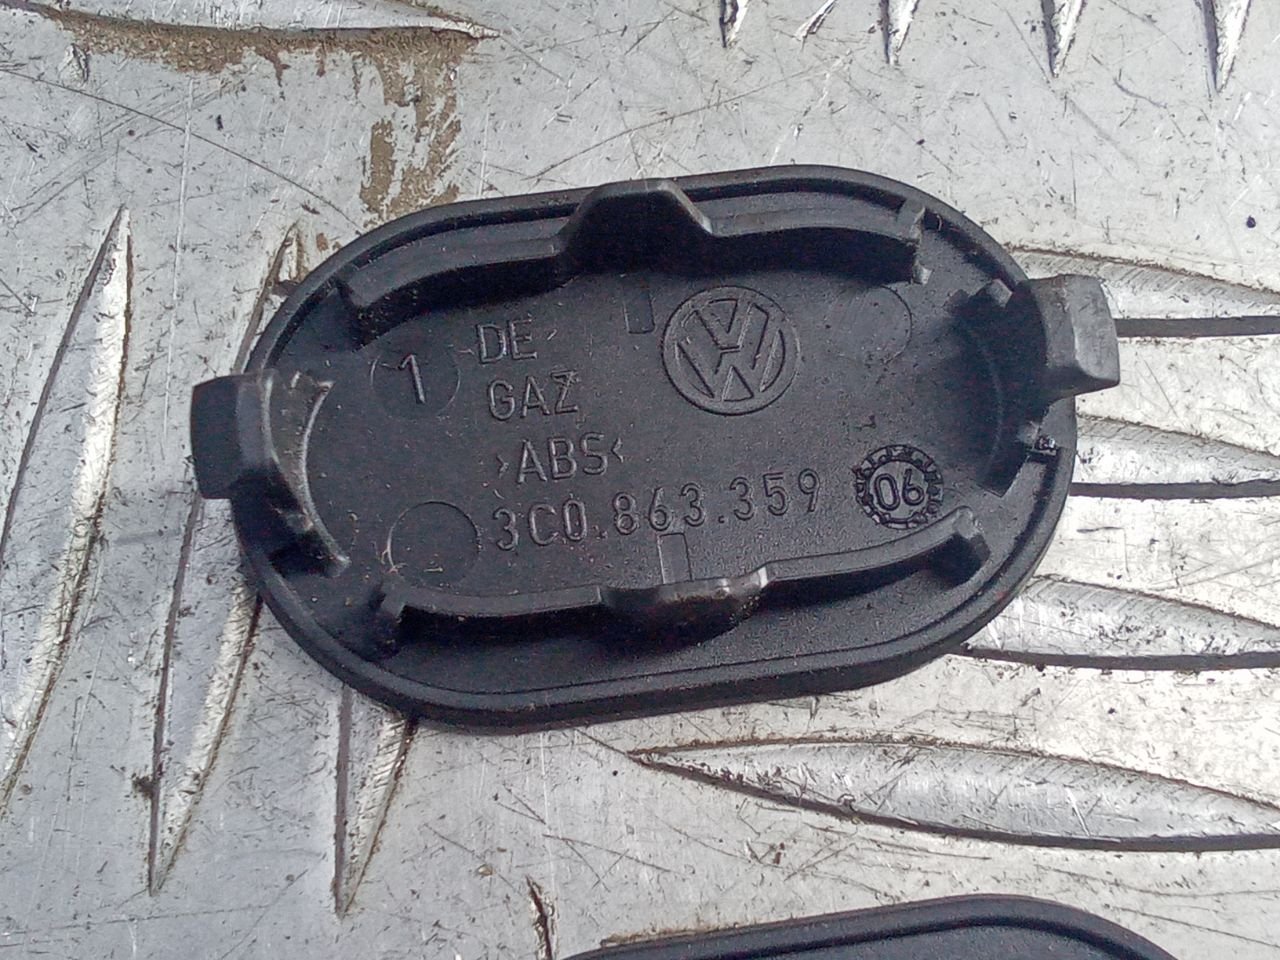 1
DE
GAZ
>ABS<
3C0.863.359
06